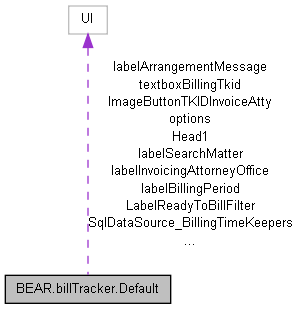 UI
labelArrangementMessage
textboxBillingTkid
ImageButtonTKIDInvoiceAtty
options
Head1
labelSearchMatter
labelInvoicingAttorneyOffice
labelBillingPeriod
LabelReadyToBillFilter
SqlDataSource_BillingTimeKeepers
...
BEAR.billTracker.Default